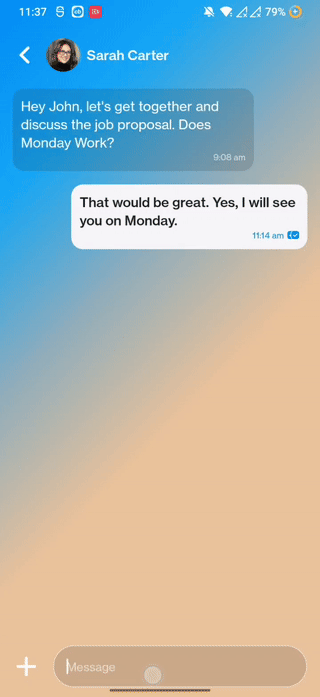 11:37 79%
Sarah Carter
Hey John, let's get together and
discuss the job proposal. Does
Monday Work?
9:08 am
That would be great. Yes, I will see
you on Monday.
11:14 am
Message